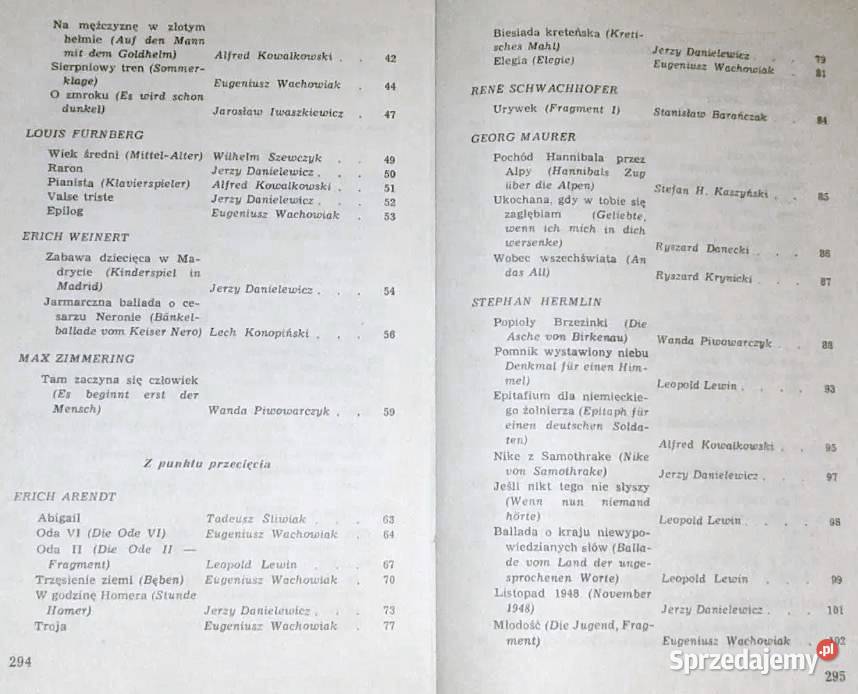 Na mężczyznę w złotym
hełmie (Auf den Mann
mit dem Goldhelm) Alfred Kowalkowski . . 42
Sierpniowy tren (Sommer-
klage) Eugeniusz Wachowiak . 44
O zmroku (Es wird schon
dunkel) Jarosław Iwaszkiewicz . 47
LOUIS FÜRNBERG
Wiek średni (Mittel-Alter) Wilhelm Szewczyk . . 49
Raron Jerzy Danielewicz . . . 50
Pianista (Klavierspieler) Alfred Kowalkowski . . 51
Valse triste Jerzy Danielewicz . . . 52
Epilog Eugeniusz Wachowiak . 53
ERICH WEINERT
Zabawa dziecięca w Ma-
drycie (Kinderspiel in
Madrid) Jerzy Danielewicz . . . 54
Jarmarczna ballada o ce-
sarzu Neronie (Bänkel-
ballade vom Keiser Nero) Lech Konopiński . . . 56
MAX ZIMMERING
Tam zaczyna się człowiek
(Es beginnt erst der
Mensch) Wanda Piwowarczyk . . 59
Z punktu przecięcia
ERICH ARENDT
Abigail Tadeusz Śliwiak . . . 63
Oda VI (Die Ode VI) Eugeniusz Wachowiak . 64
Oda II (Die Ode II —
Fragment) Leopold Lewin . . . 67
Trzęsienie ziemi (Beben) Eugeniusz Wachowiak . 70
W godzinę Homera (Stunde
Homer) Jerzy Danielewicz . . . 73
Troja Eugeniusz Wachowiak . 77
294
Biesiada kreteńska (Kreti-
sches Mahl) Jerzy Danielewicz . . . 79
Elegia (Elegie) Eugeniusz Wachowiak . 81
RENE SCHWACHHOFER
Urywek (Fragment I) Stanisław Barańczak . . 84
GEORG MAURER
Pochód Hannibala przez
Alpy (Hannibals Zug
über die Alpen) Stefan H. Kaszyński . . 85
Ukochana, gdy w tobie się
zagłębiam (Geliebte,
wenn ich mich in dich
versenke) Ryszard Danecki . . . 86
Wobec wszechświata (An
das All) Ryszard Krynicki . . . 87
STEPHAN HERMLIN
Popioły Brzezinki (Die
Asche von Birkenau) Wanda Piwowarczyk . . 88
Pomnik wystawiony niebu
Denkmal für einen Him-
mel) Leopold Lewin . . . . 93
Epitafium dla niemieckie-
go żołnierza (Epitaph für
einen deutschen Solda-
ten) Alfred Kowalkowski . . 95
Nike z Samothrake (Nike
von Samothrake) Jerzy Danielewicz . . . 97
Jeśli nikt tego nie słyszy
(Wenn nun niemand
hörte) Leopold Lewin . . . . 98
Ballada o kraju niewypo-
wiedzianych słów (Balla-
de vom Land der unge-
sprochenen Worte) Leopold Lewin . . . 99
Listopad 1948 (November
1948) Jerzy Danielewicz . . . 101
Młodość (Die Jugend, Frag-
ment) Eugeniusz Wachowiak . 102
295
Sprzedajemy.pl